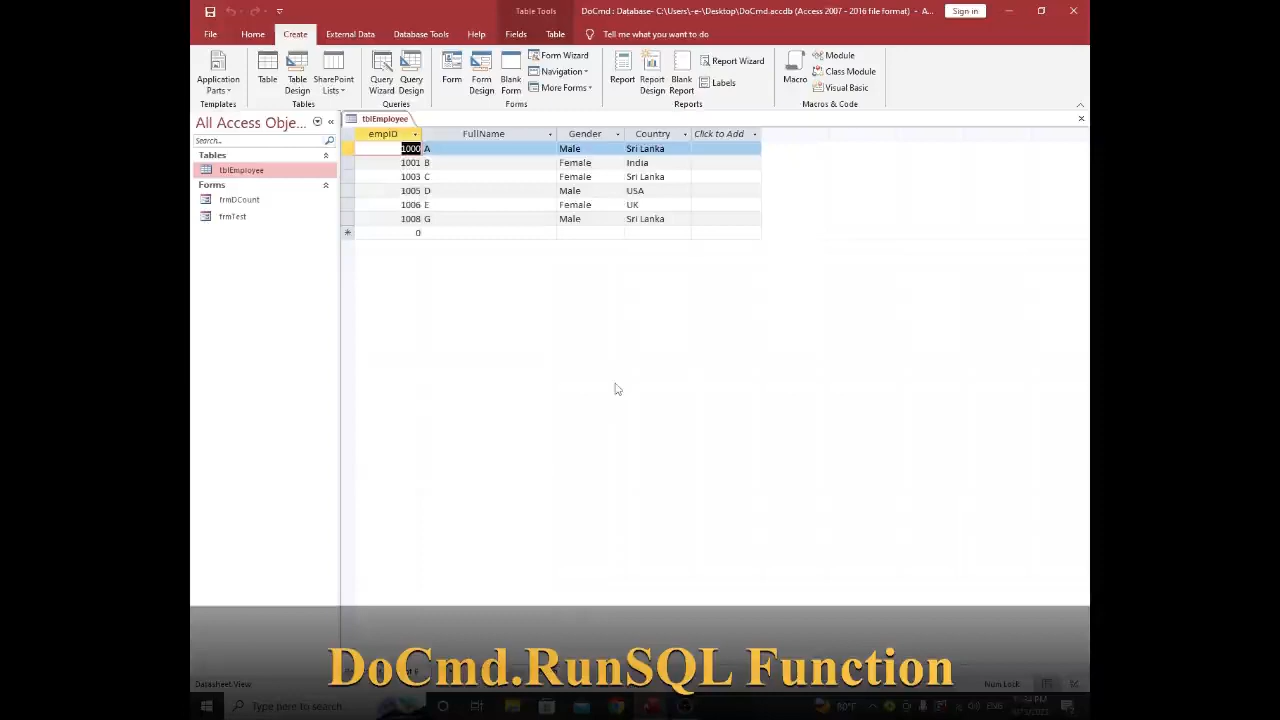 Table Tools
DoCmd : Database- C:\Users\-e-\Desktop\DoCmd.accdb (Access 2007 - 2016 file format) - A...
Sign in
File Home Create External Data Database Tools Help Fields Table Tell me what you want to do
Application Parts
Table
Table Design
SharePoint Lists
Query Wizard
Query Design
Form
Form Design
Blank Form
Form Wizard
Navigation
More Forms
Report
Report Design
Blank Report
Report Wizard
Labels
Macro
Module
Class Module
Visual Basic
Templates Tables Queries Forms Reports Macros & Code
All Access Obje...
Search...
Tables
tblEmployee
Forms
frmDCount
frmTest
tblEmployee
empID FullName Gender Country Click to Add
1000 A Male Sri Lanka
1001 B Female India
1003 C Female Sri Lanka
1005 D Male USA
1006 E Female UK
1008 G Male Sri Lanka
0
DoCmd.RunSQL Function
Datasheet View
Num Lock
Type here to search
80°F
ENG